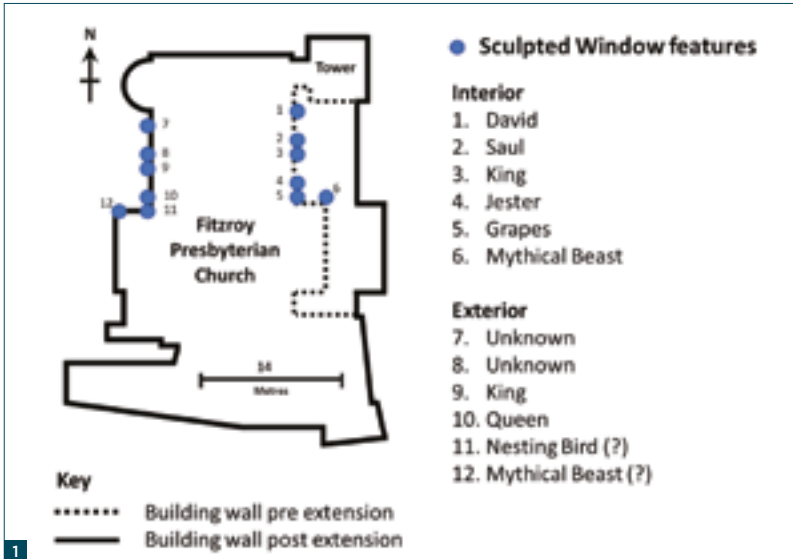 N
Tower
1
2
3
4
5
6
7
8
9
10
11
12
Fitzroy
Presbyterian
Church
14
Metres
Key
Building wall pre extension
Building wall post extension
Sculpted Window features
Interior
1. David
2. Saul
3. King
4. Jester
5. Grapes
6. Mythical Beast
Exterior
7. Unknown
8. Unknown
9. King
10. Queen
11. Nesting Bird (?)
12. Mythical Beast (?)
1